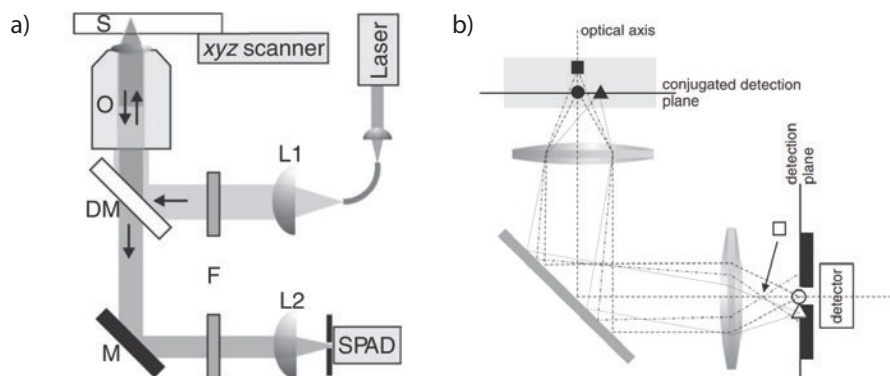 a)
S
xyz scanner
Laser
O
L1
DM
F
L2
M
SPAD
b)
optical axis
conjugated detection
plane
detection
plane
detector